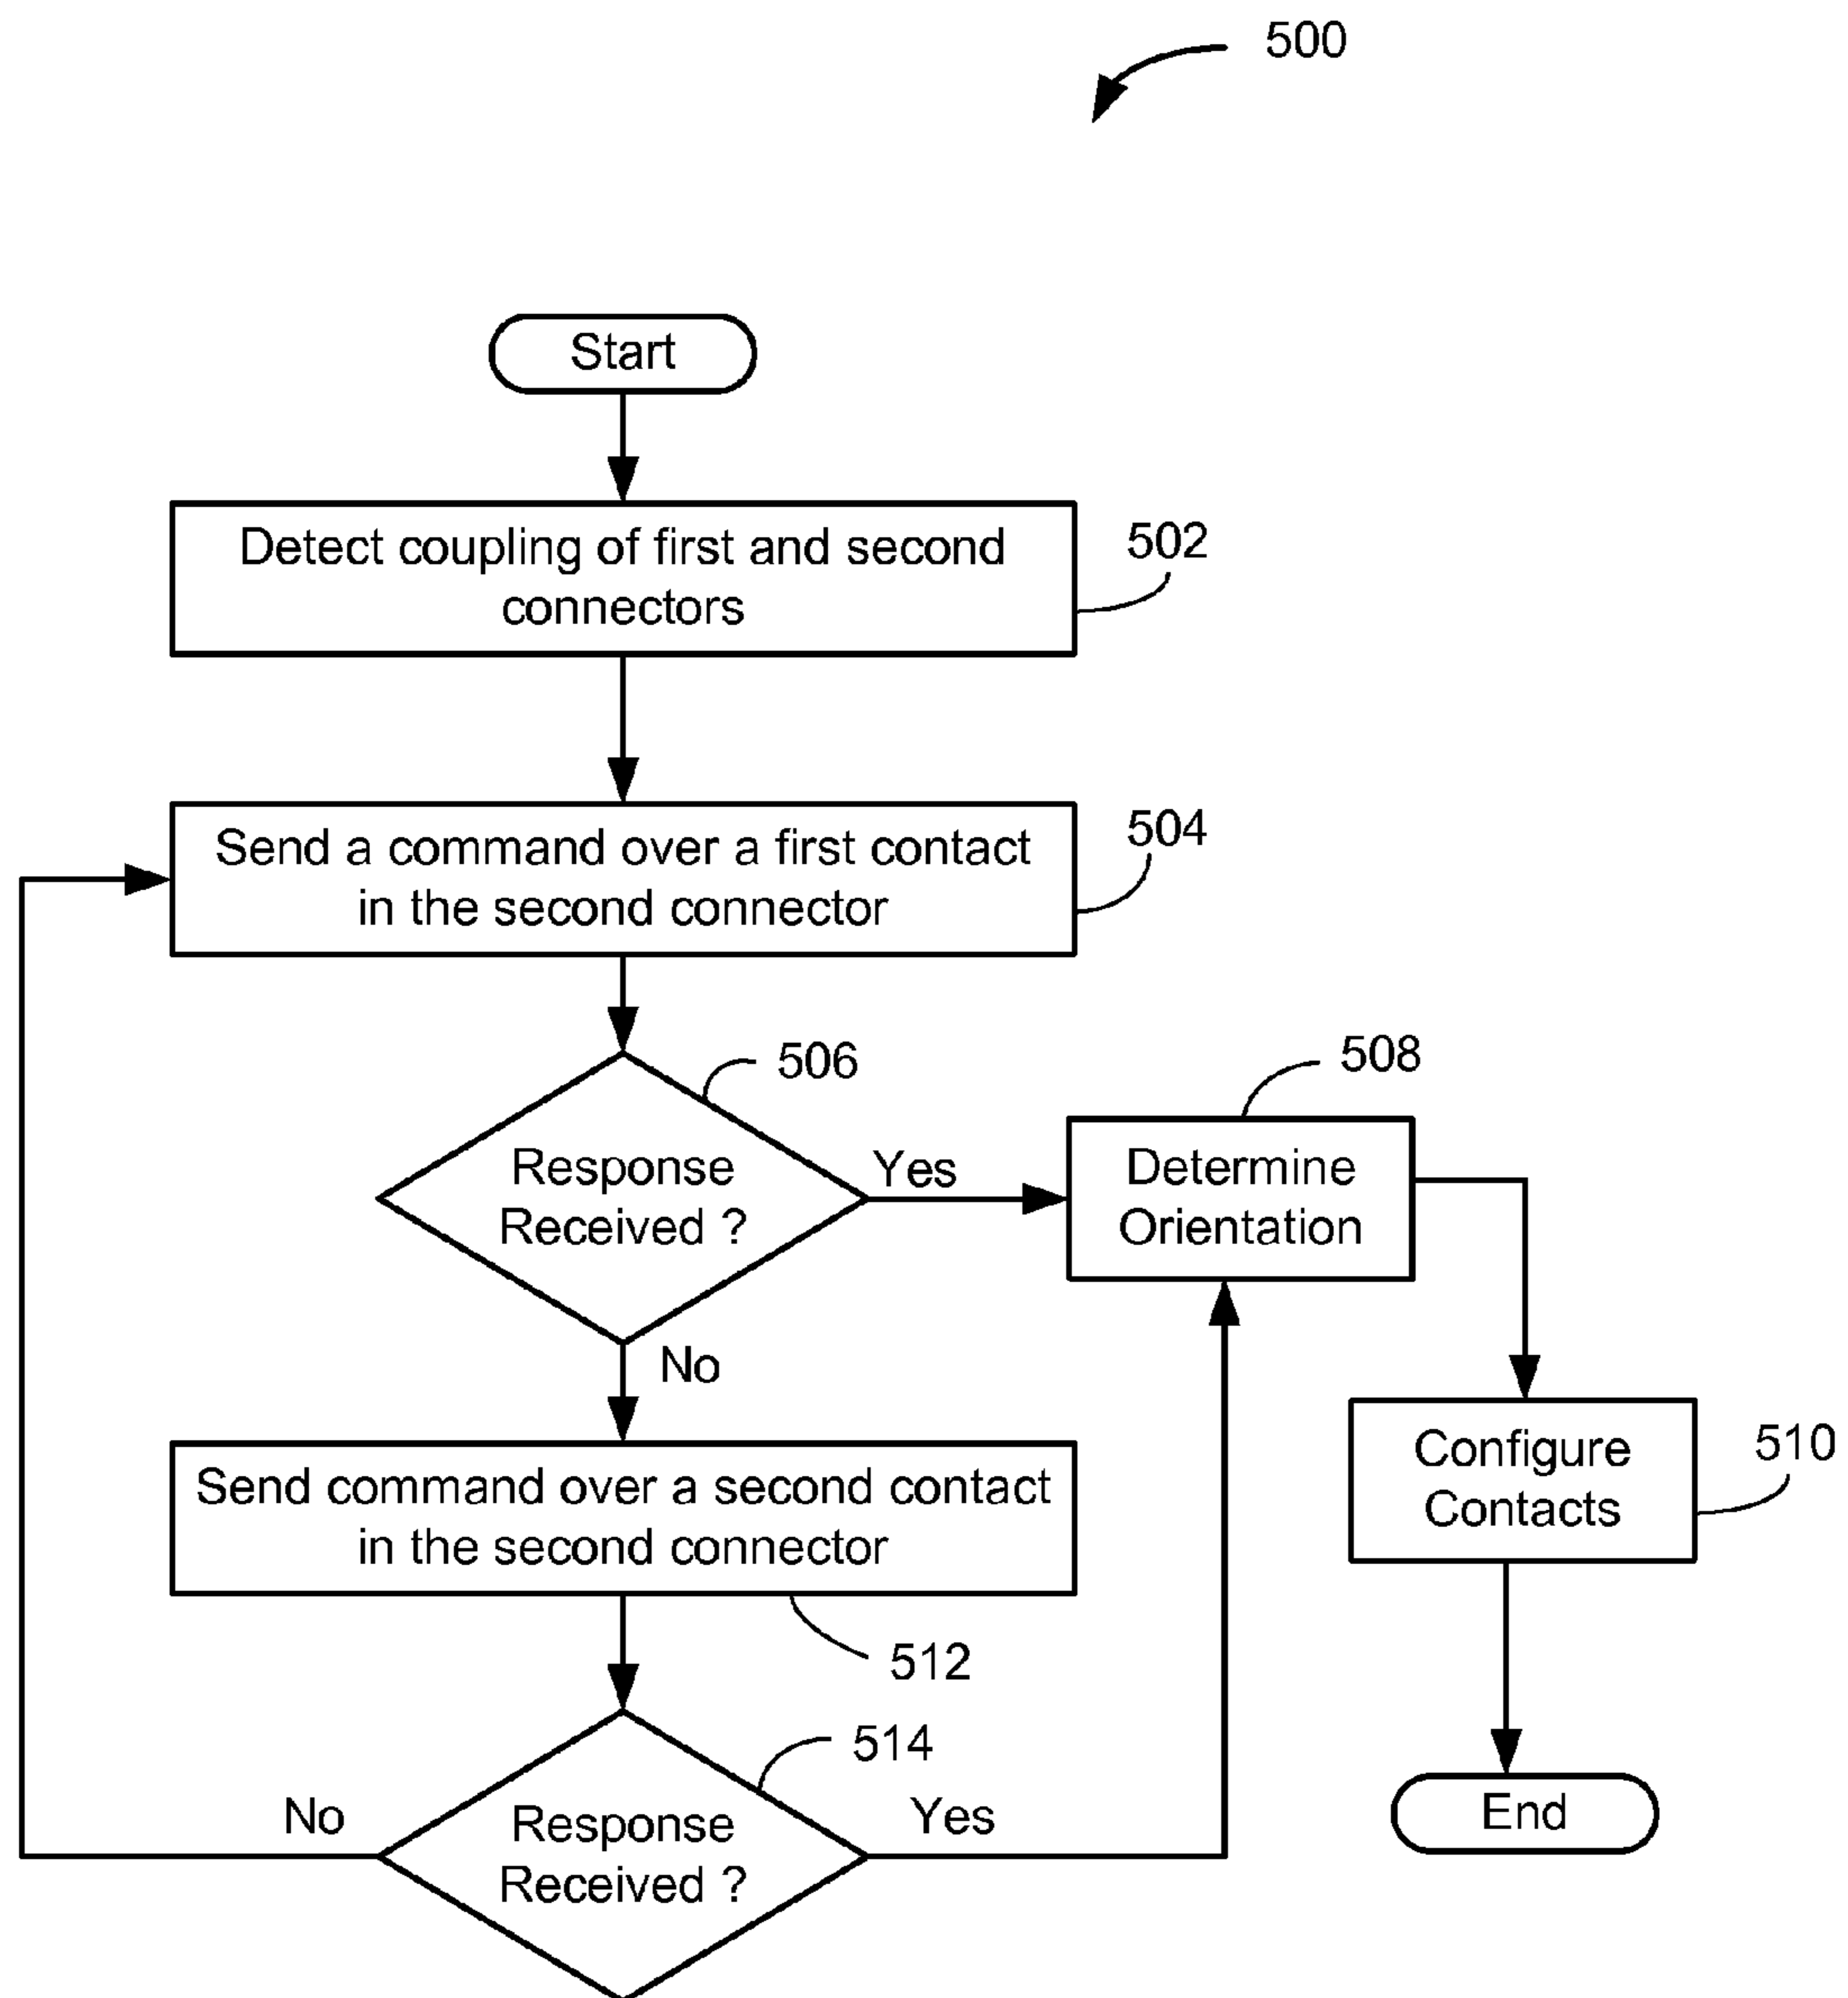 500
Start
Detect coupling of first and second
connectors
502
Send a command over a first contact
in the second connector
504
506
Response
Received ?
Yes
No
508
Determine
Orientation
Configure
Contacts
510
Send command over a second contact
in the second connector
512
514
Response
Received ?
No
Yes
End